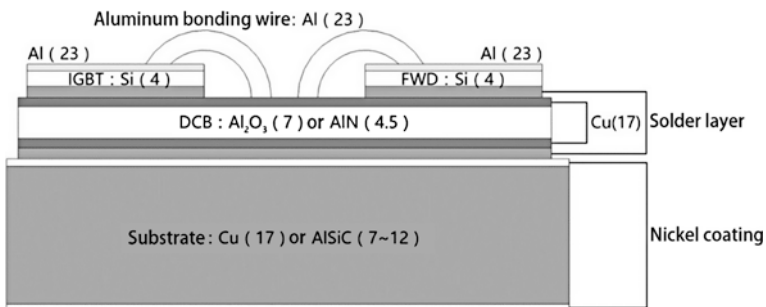 Aluminum bonding wire: Al ( 23 )
Al ( 23 )
Al ( 23 )
IGBT : Si ( 4 )
FWD : Si ( 4 )
DCB : Al₂O₃ ( 7 ) or AlN ( 4.5 )
Cu(17)
Solder layer
Substrate : Cu ( 17 ) or AlSiC ( 7~12 )
Nickel coating